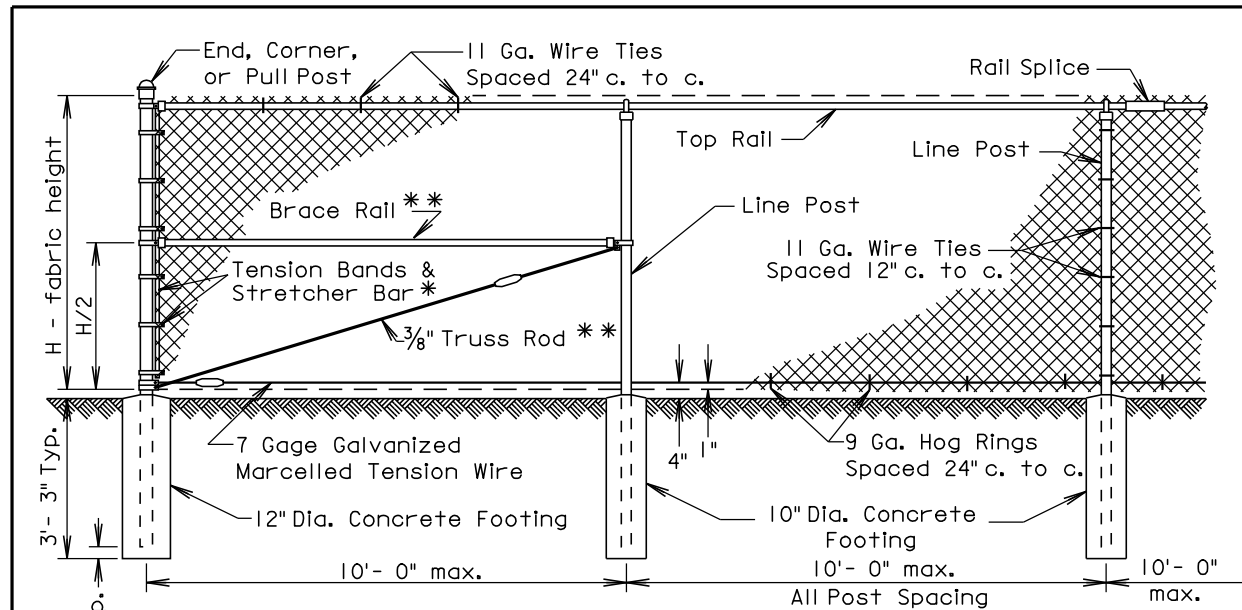 End, Corner,
or Pull Post
11 Ga. Wire Ties
Spaced 24" c. to c.
Rail Splice
Top Rail
Line Post
H - fabric height
Brace Rail **
Line Post
11 Ga. Wire Ties
Spaced 12" c. to c.
H/2
Tension Bands &
Stretcher Bar *
3/8" Truss Rod **
7 Gage Galvanized
Marcelled Tension Wire
4"
1"
9 Ga. Hog Rings
Spaced 24" c. to c.
3'- 3" Typ.
12" Dia. Concrete Footing
10" Dia. Concrete
Footing
10'- 0" max.
10'- 0" max.
10'- 0"
max.
All Post Spacing